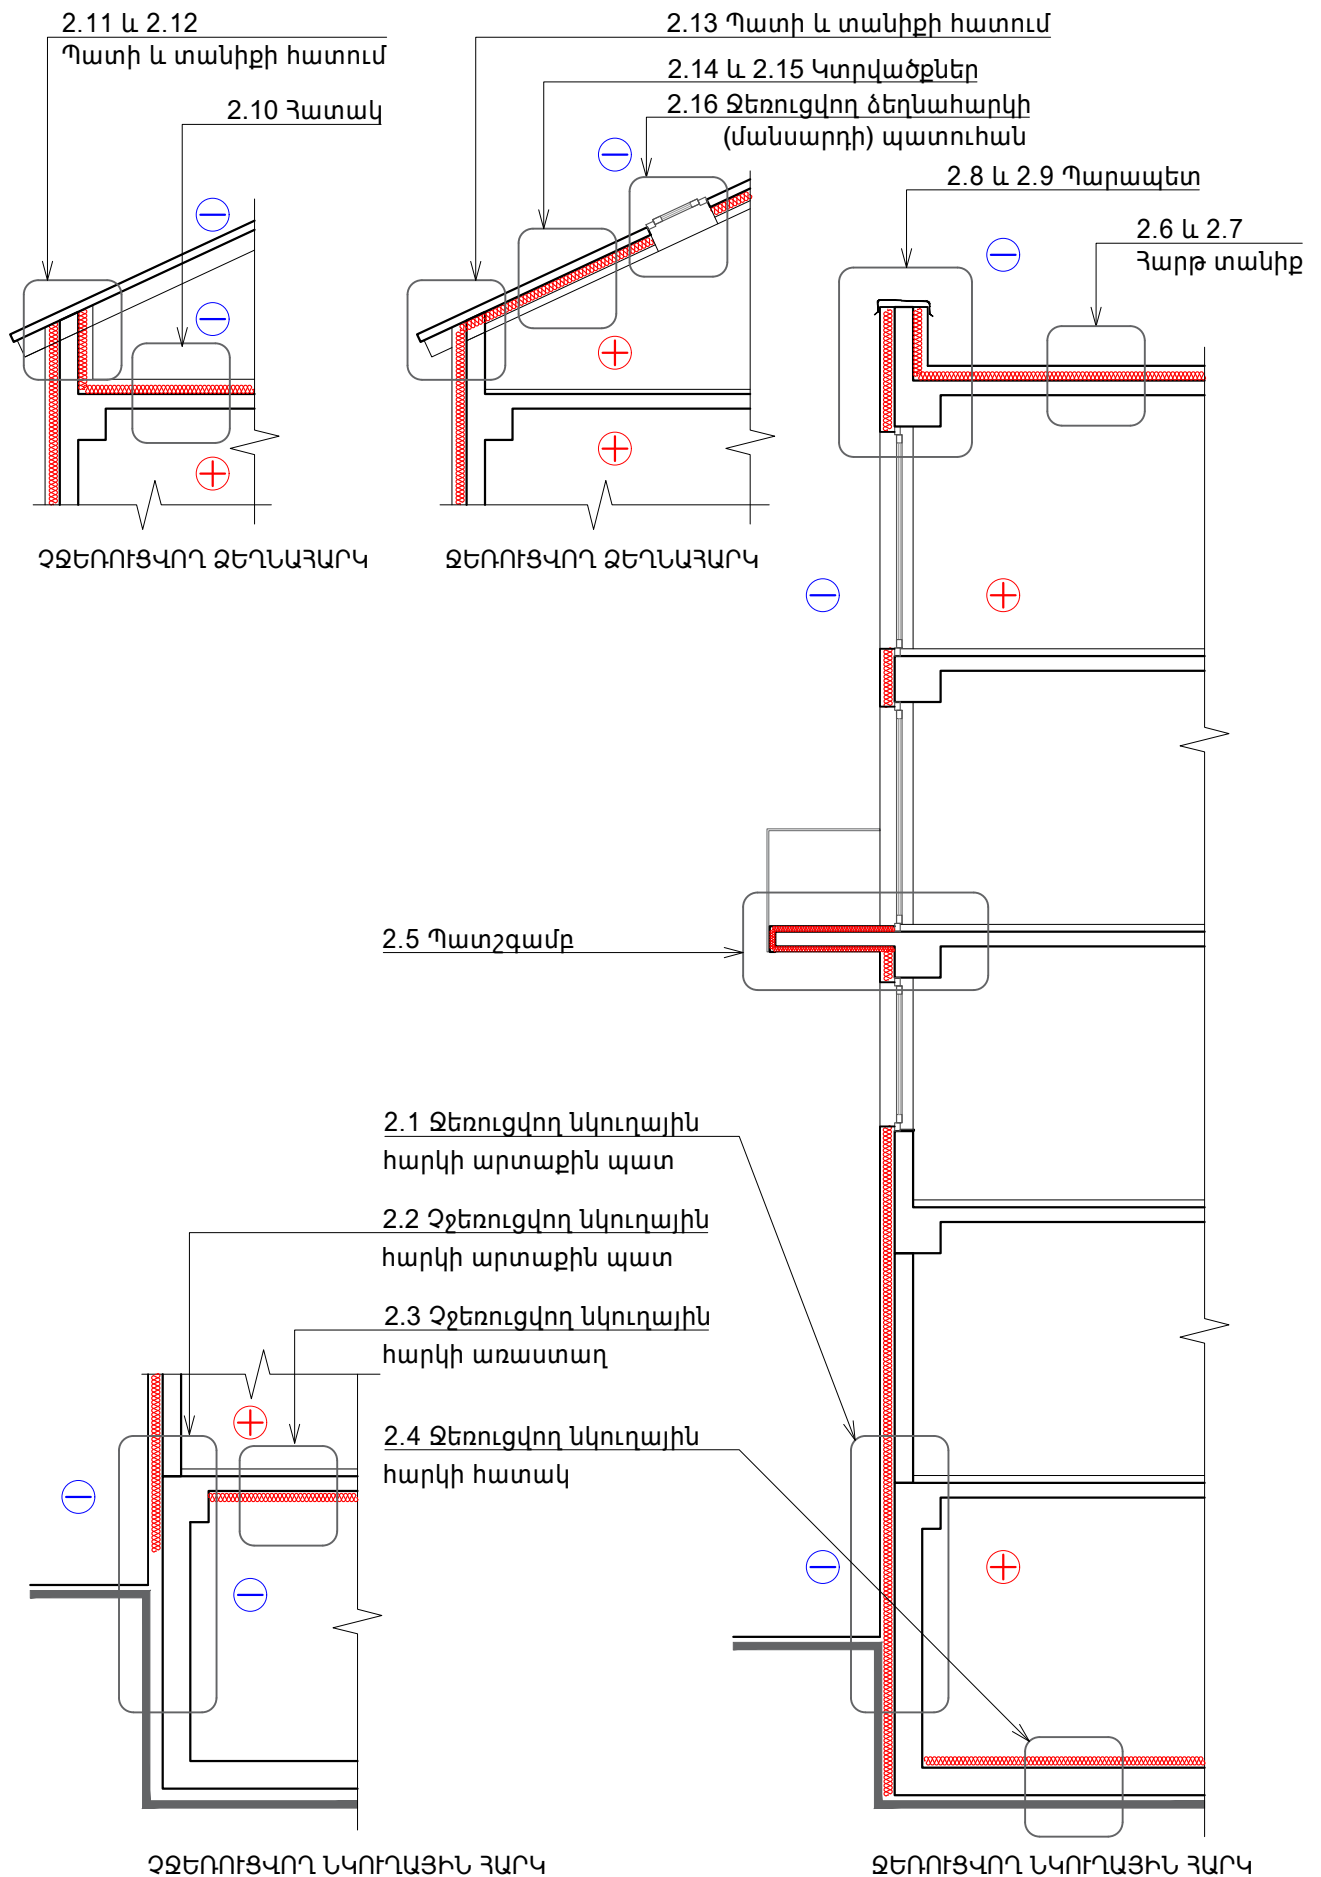 2.11 և 2.12
Պատի և տանիքի հատում
2.10 Հատակ
2.13 Պատի և տանիքի հատում
2.14 և 2.15 Կտրվածքներ
2.16 Ջեռուցվող ձեղնահարկի
(մանսարդի) պատուհան
2.8 և 2.9 Պարապետ
2.6 և 2.7
Հարթ տանիք
ՉՋԵՌՈՒՑՎՈՂ ՁԵՂՆԱՀԱՐԿ
ՋԵՌՈՒՑՎՈՂ ՁԵՂՆԱՀԱՐԿ
2.5 Պատշգամբ
2.1 Ջեռուցվող նկուղային
հարկի արտաքին պատ
2.2 Չջեռուցվող նկուղային
հարկի արտաքին պատ
2.3 Չջեռուցվող նկուղային
հարկի առաստաղ
2.4 Ջեռուցվող նկուղային
հարկի հատակ
ՉՋԵՌՈՒՑՎՈՂ ՆԿՈՒՂԱՅԻՆ ՀԱՐԿ
ՋԵՌՈՒՑՎՈՂ ՆԿՈՒՂԱՅԻՆ ՀԱՐԿ